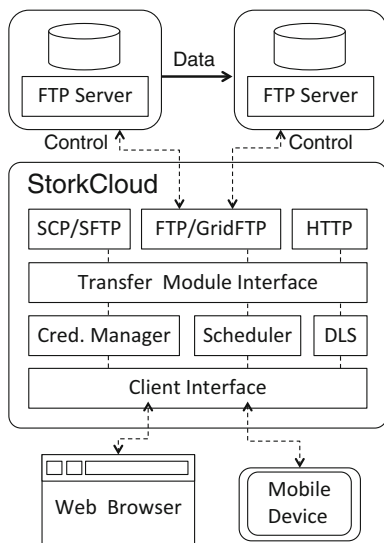 Data
FTP Server
FTP Server
Control
Control
StorkCloud
SCP/SFTP
FTP/GridFTP
HTTP
Transfer Module Interface
Cred. Manager
Scheduler
DLS
Client Interface
Web Browser
Mobile
Device